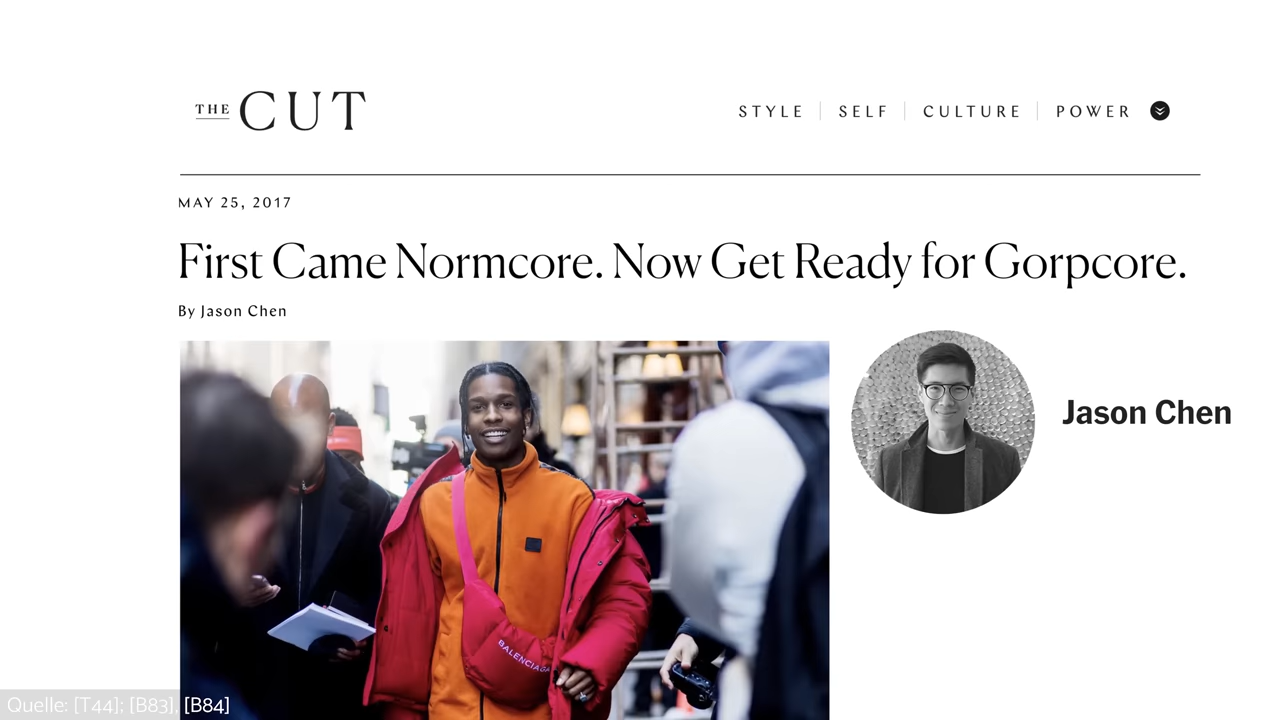 THE CUT
STYLE SELF CULTURE POWER
MAY 25, 2017
First Came Normcore. Now Get Ready for Gorpcore.
By Jason Chen
Jason Chen
BALENCIAGA
Quelle: [T44]; [B83], [B84]